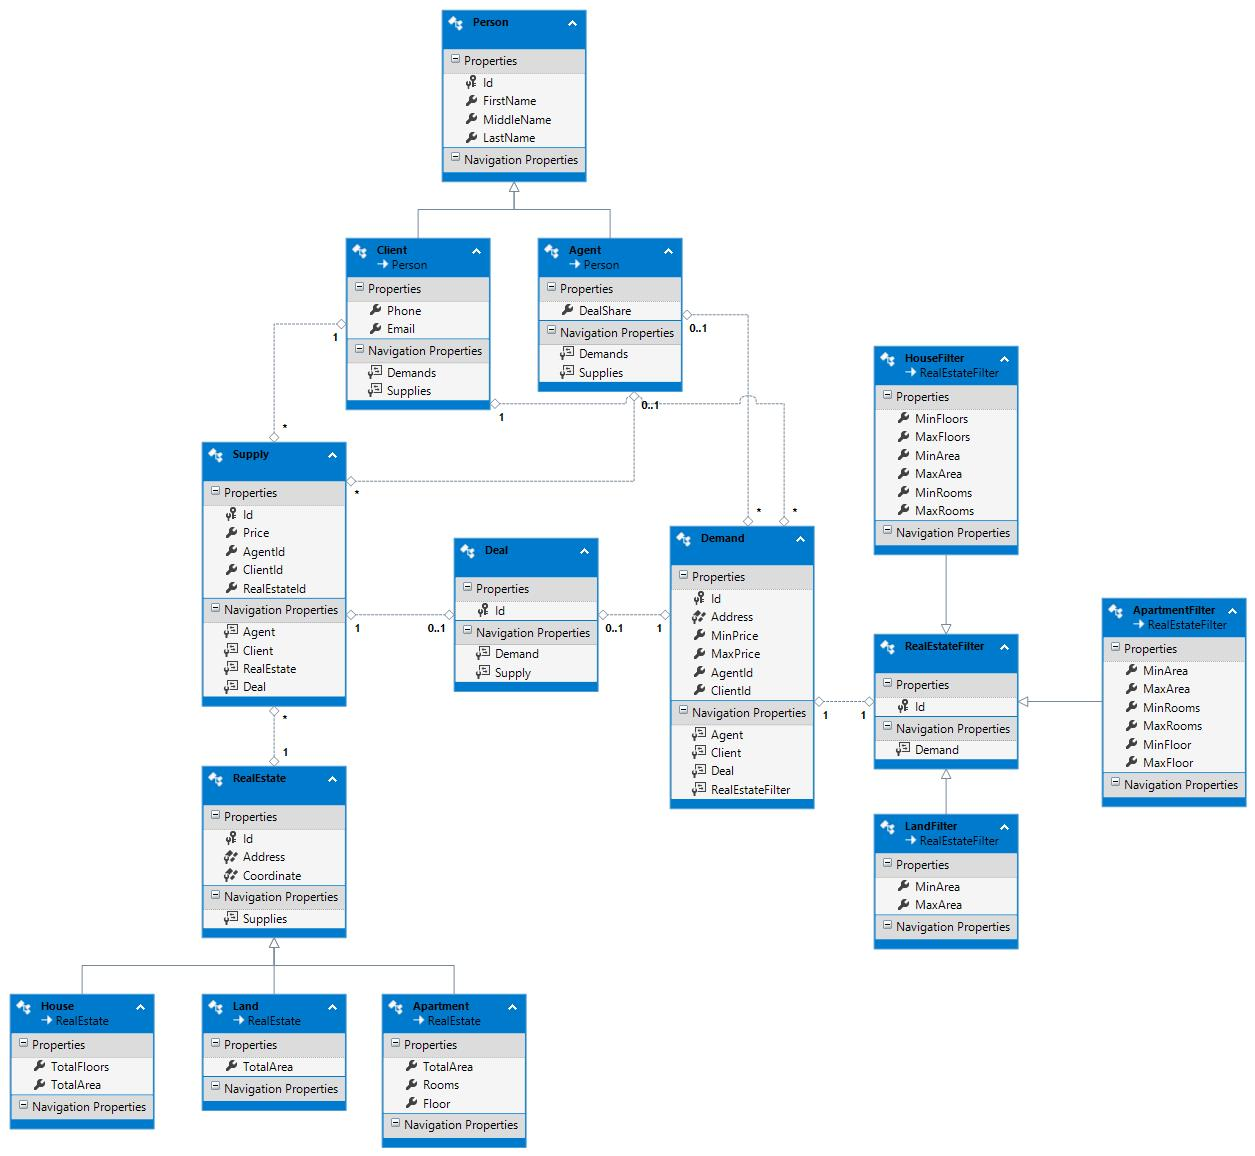 Person
Properties
Id
FirstName
MiddleName
LastName
Navigation Properties
Client
Person
Properties
Phone
Email
Navigation Properties
Demands
Supplies
Agent
Person
Properties
DealShare
Navigation Properties
Demands
Supplies
1
*
0..1
1
0..1
*
*
*
HouseFilter
RealEstateFilter
Properties
MinFloors
MaxFloors
MinArea
MaxArea
MinRooms
MaxRooms
Navigation Properties
Supply
Properties
Id
Price
AgentId
ClientId
RealEstateId
Navigation Properties
Agent
Client
RealEstate
Deal
1
0..1
Deal
Properties
Id
Navigation Properties
Demand
Supply
0..1
1
Demand
Properties
Id
Address
MinPrice
MaxPrice
AgentId
ClientId
Navigation Properties
Agent
Client
Deal
RealEstateFilter
1
1
RealEstateFilter
Properties
Id
Navigation Properties
Demand
ApartmentFilter
RealEstateFilter
Properties
MinArea
MaxArea
MinRooms
MaxRooms
MinFloor
MaxFloor
Navigation Properties
*
1
RealEstate
Properties
Id
Address
Coordinate
Navigation Properties
Supplies
LandFilter
RealEstateFilter
Properties
MinArea
MaxArea
Navigation Properties
House
RealEstate
Properties
TotalFloors
TotalArea
Navigation Properties
Land
RealEstate
Properties
TotalArea
Navigation Properties
Apartment
RealEstate
Properties
TotalArea
Rooms
Floor
Navigation Properties